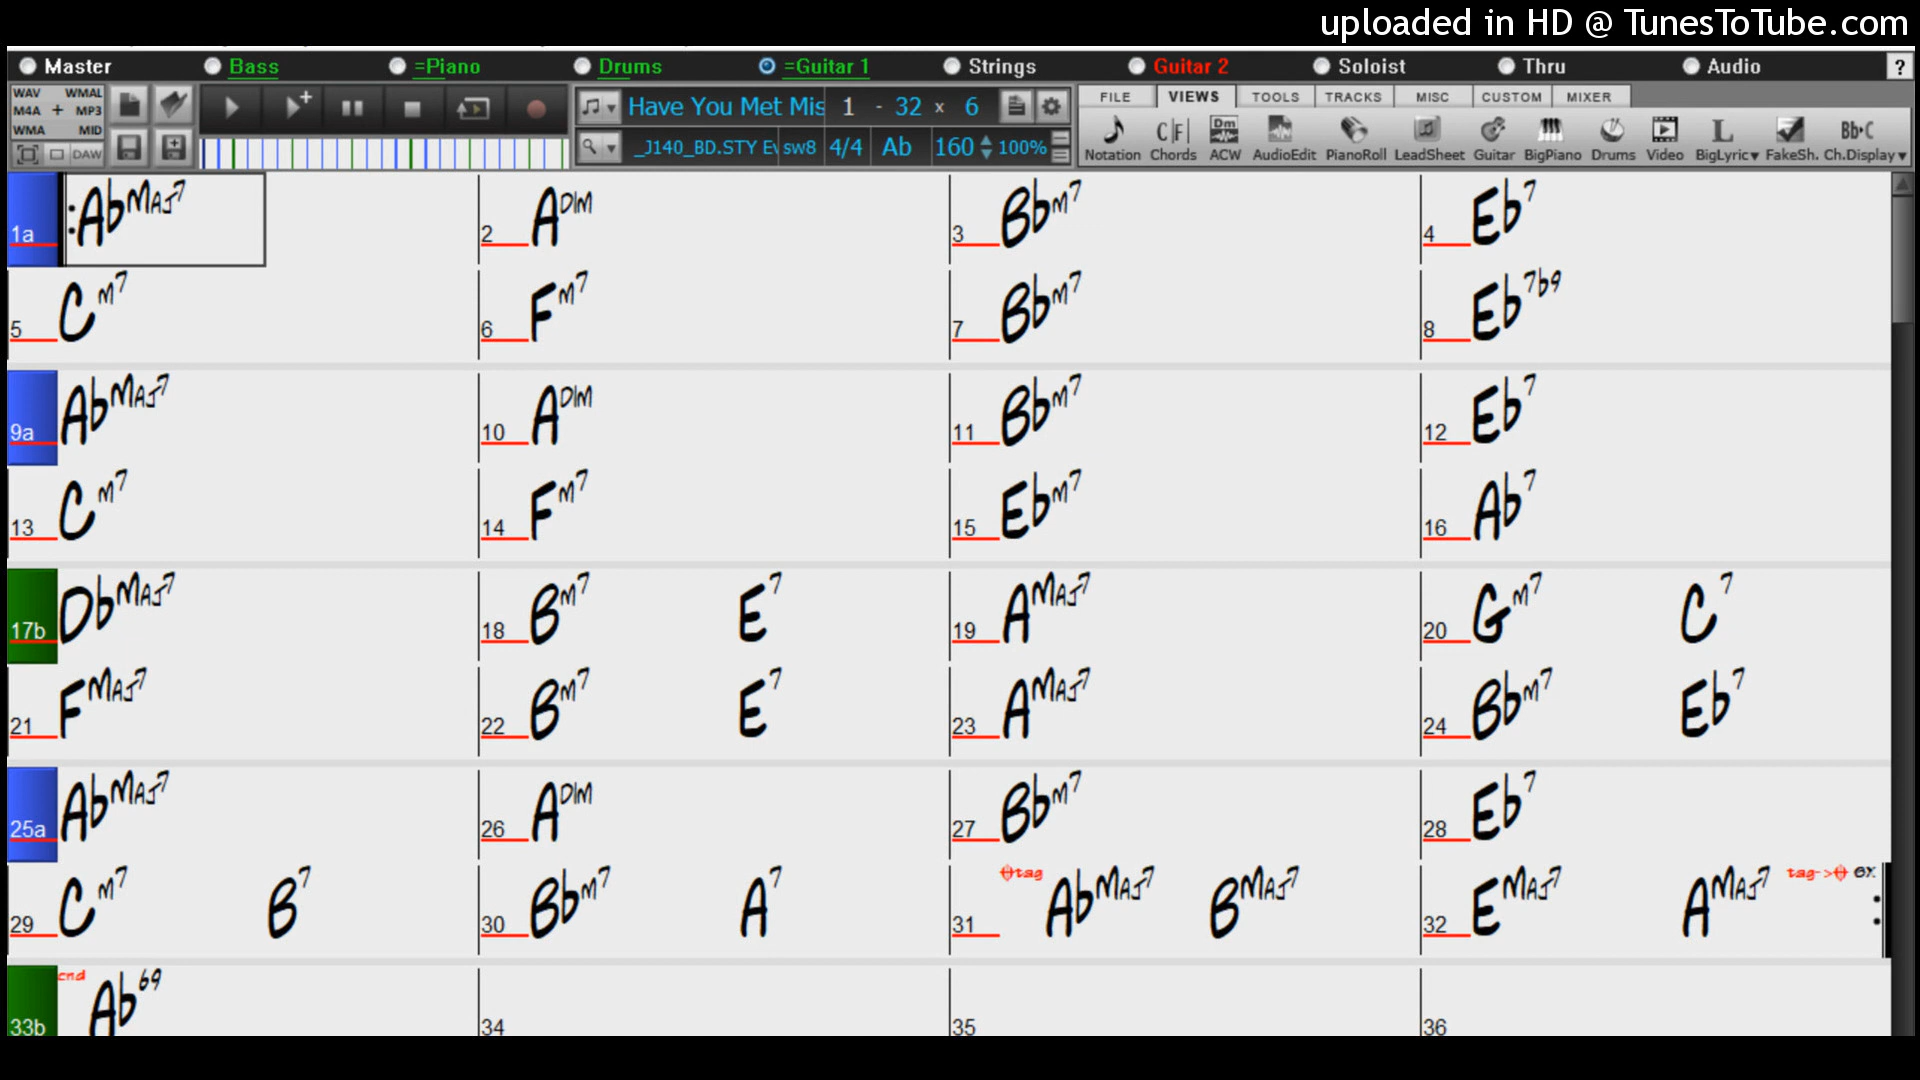 uploaded in HD @ TunesToTube.com
Master Bass =Piano Drums =Guitar 1 Strings Guitar 2 Soloist Thru Audio ?
WAV WMAL
M4A + MP3
WMA MID
DAW
Have You Met Mis 1 - 32 x 6
_J140_BD.STY Ev sw8 4/4 Ab 160 100%
FILE VIEWS TOOLS TRACKS MISC CUSTOM MIXER
Dm Bb▸C
Notation Chords ACW AudioEdit PianoRoll LeadSheet Guitar BigPiano Drums Video BigLyric▾ FakeSh. Ch.Display▾
1a :AbMAJ7 2 ADIM 3 Bbm7 4 Eb7
5 Cm7 6 Fm7 7 Bbm7 8 Eb7b9
9a AbMAJ7 10 ADIM 11 Bbm7 12 Eb7
13 Cm7 14 Fm7 15 Ebm7 16 Ab7
17b DbMAJ7 18 Bm7 E7 19 AMAJ7 20 Gm7 C7
21 FMAJ7 22 Bm7 E7 23 AMAJ7 24 Bbm7 Eb7
25a AbMAJ7 26 ADIM 27 Bbm7 28 Eb7
tag tag-> 6x
29 Cm7 B7 30 Bbm7 A7 31 AbMAJ7 BMAJ7 32 EMAJ7 AMAJ7 :
end
33b Ab69 34 35 36